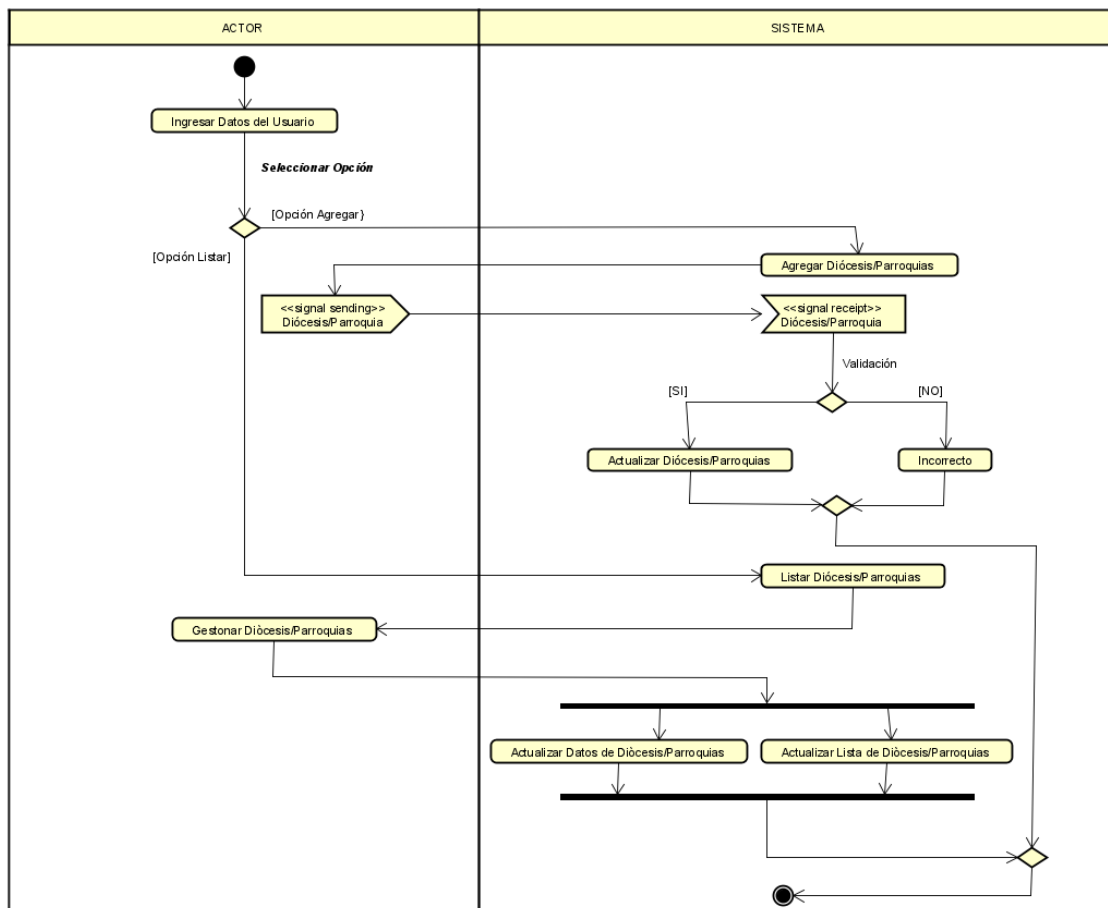 ACTOR
SISTEMA
Ingresar Datos del Usuario
Seleccionar Opción
[Opción Agregar}
[Opción Listar]
Agregar Diócesis/Parroquias
<<signal sending>>
Diócesis/Parroquia
<<signal receipt>>
Diócesis/Parroquia
Validación
[SI]
[NO]
Actualizar Diócesis/Parroquias
Incorrecto
Listar Diócesis/Parroquias
Gestonar Diòcesis/Parroquias
Actualizar Datos de Diòcesis/Parroquias
Actualizar Lista de Diòcesis/Parroquias